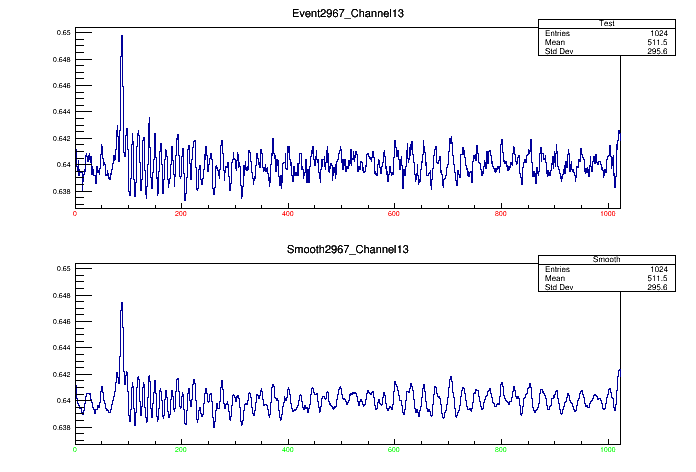 Event2967_Channel13
Test
Entries 1024
Mean 511.5
Std Dev 295.6
0.65
0.648
0.646
0.644
0.642
0.64
0.638
0 200 400 600 800 1000
Smooth2967_Channel13
Smooth
Entries 1024
Mean 511.5
Std Dev 295.6
0.65
0.648
0.646
0.644
0.642
0.64
0.638
0 200 400 600 800 1000